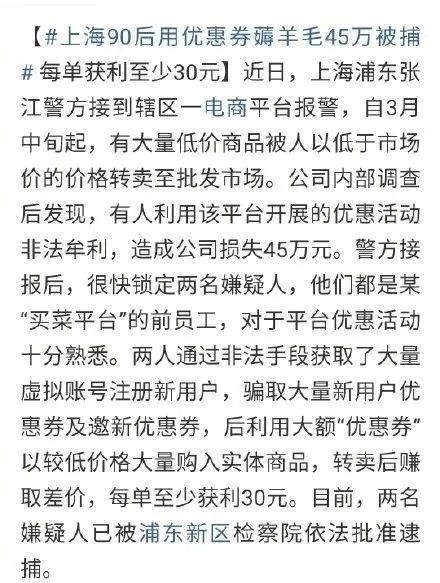 【#上海90后用优惠券薅羊毛45万被捕
# 每单获利至少30元】近日，上海浦东张
江警方接到辖区一电商平台报警，自3月
中旬起，有大量低价商品被人以低于市场
价的价格转卖至批发市场。公司内部调查
后发现，有人利用该平台开展的优惠活动
非法牟利，造成公司损失45万元。警方接
报后，很快锁定两名嫌疑人，他们都是某
“买菜平台”的前员工，对于平台优惠活动
十分熟悉。两人通过非法手段获取了大量
虚拟账号注册新用户，骗取大量新用户优
惠券及邀新优惠券，后利用大额“优惠券”
以较低价格大量购入实体商品，转卖后赚
取差价，每单至少获利30元。目前，两名
嫌疑人已被浦东新区检察院依法批准逮
捕。